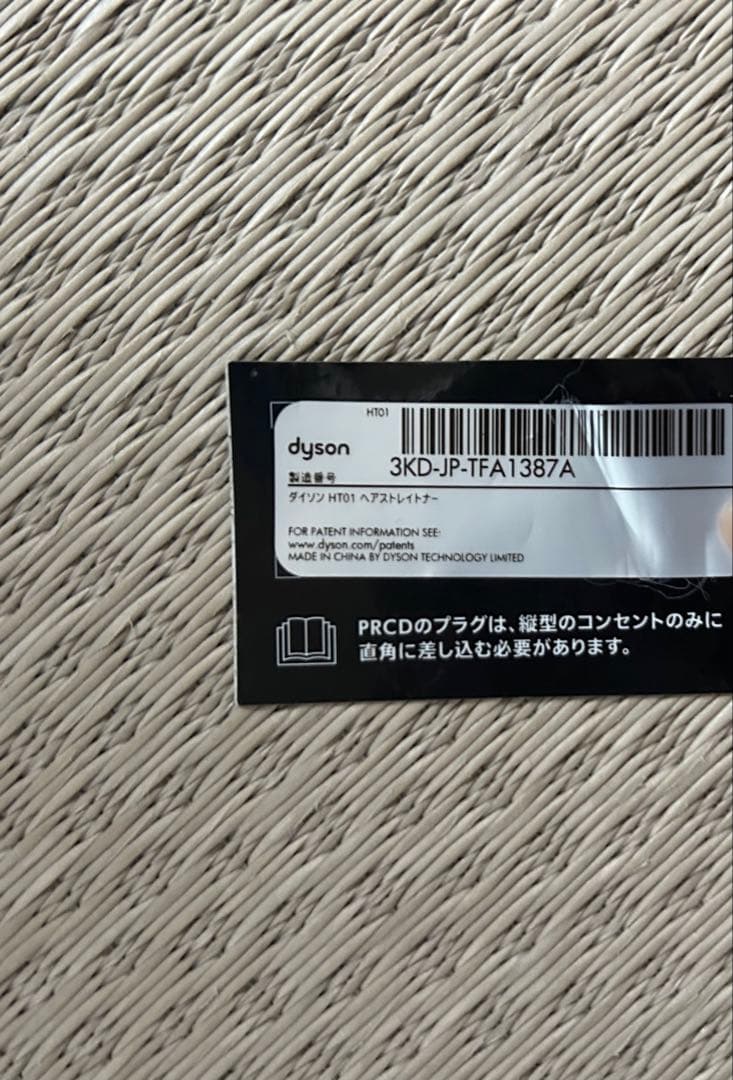 HT01
dyson
製造番号
3KD-JP-TFA1387A
ダイソン HT01 ヘアストレイトナー
FOR PATENT INFORMATION SEE:
www.dyson.com/patents
MADE IN CHINA BY DYSON TECHNOLOGY LIMITED
PRCDのプラグは、縦型のコンセントのみに
直角に差し込む必要があります。